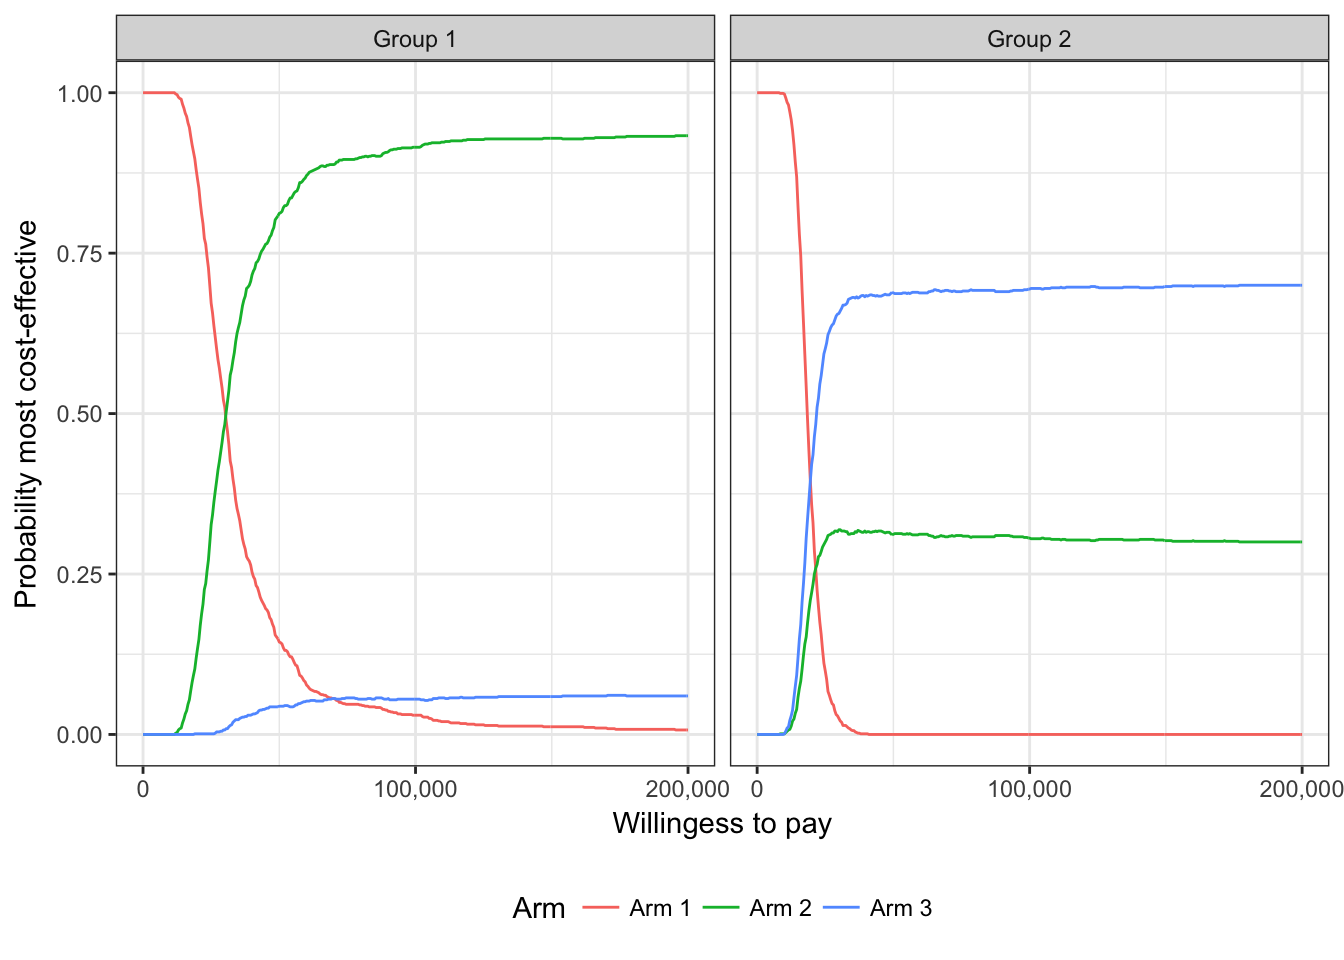 Group 1
Group 2
Probability most cost-effective
1.00
0.75
0.50
0.25
0.00
0 100,000 200,000 0 100,000 200,000
Willingess to pay
Arm Arm 1 Arm 2 Arm 3